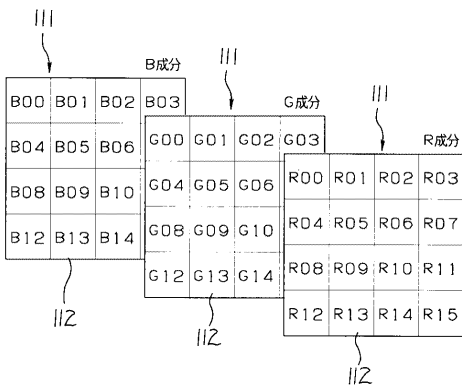 111
B成分
B00 B01 B02 B03
B04 B05 B06
B08 B09 B10
B12 B13 B14
112
111
G成分
G00 G01 G02 G03
G04 G05 G06
G08 G09 G10
G12 G13 G14
112
111
R成分
R00 R01 R02 R03
R04 R05 R06 R07
R08 R09 R10 R11
R12 R13 R14 R15
112